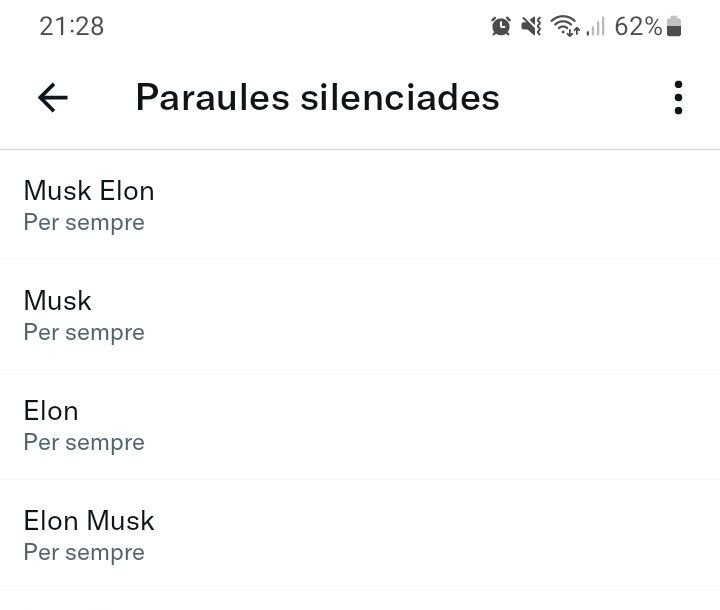 21:28 62%
Paraules silenciades
Musk Elon
Per sempre
Musk
Per sempre
Elon
Per sempre
Elon Musk
Per sempre